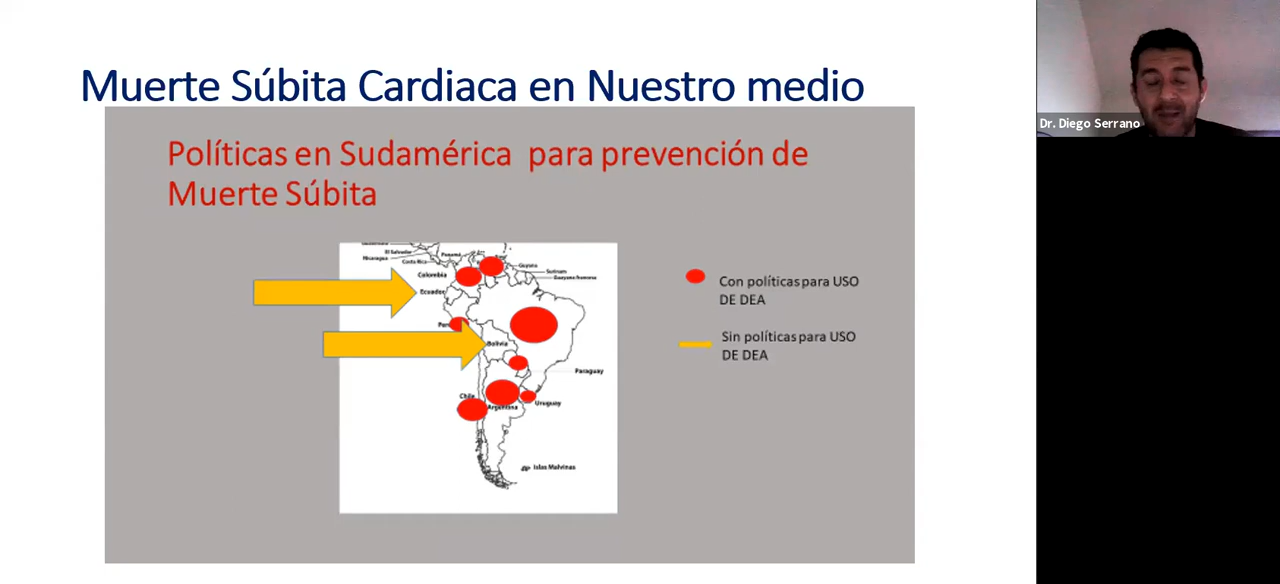 Muerte Súbita Cardiaca en Nuestro medio
Políticas en Sudamérica para prevención de
Muerte Súbita
El Salvador
Nicaragua
Costa Rica
Panamá
Guyana
Surinam
Guayana francesa
Colombia
Ecuador
Bolivia
Paraguay
Chile
Argentina
Uruguay
Islas Malvinas
Con políticas para USO
DE DEA
Sin políticas para USO
DE DEA
Dr. Diego Serrano